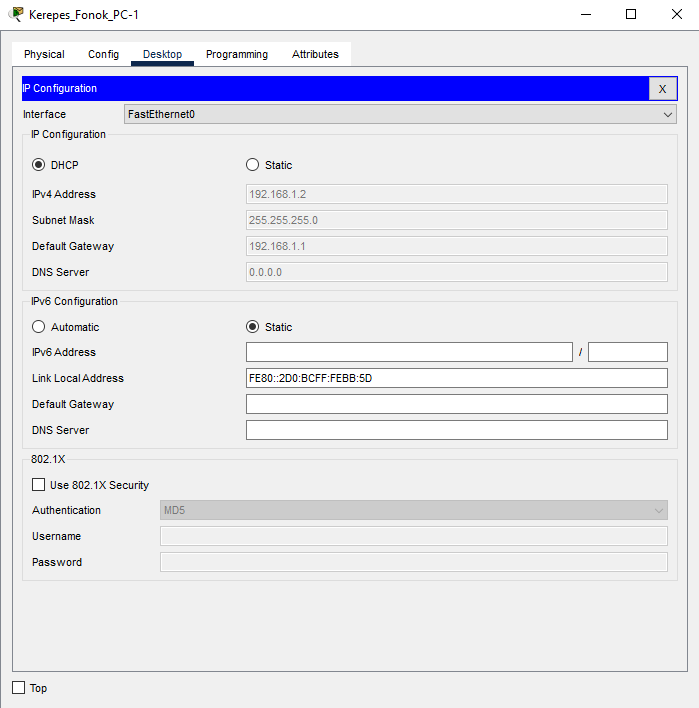 Kerepes_Fonok_PC-1
Physical Config Desktop Programming Attributes
IP Configuration X
Interface FastEthernet0
IP Configuration
DHCP Static
IPv4 Address 192.168.1.2
Subnet Mask 255.255.255.0
Default Gateway 192.168.1.1
DNS Server 0.0.0.0
IPv6 Configuration
Automatic Static
IPv6 Address /
Link Local Address FE80::2D0:BCFF:FEBB:5D
Default Gateway
DNS Server
802.1X
Use 802.1X Security
Authentication MD5
Username
Password
Top